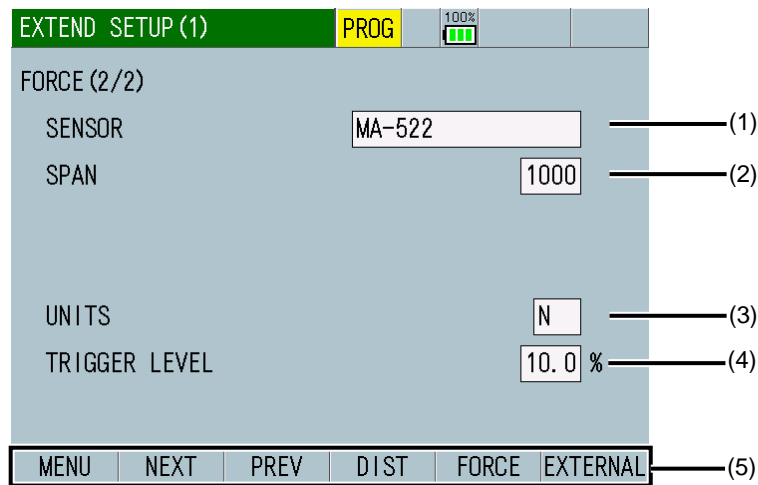 EXTEND SETUP(1) PROG 100%
FORCE(2/2)
SENSOR MA-522 (1)
SPAN 1000 (2)
UNITS N (3)
TRIGGER LEVEL 10.0 % (4)
MENU NEXT PREV DIST FORCE EXTERNAL (5)